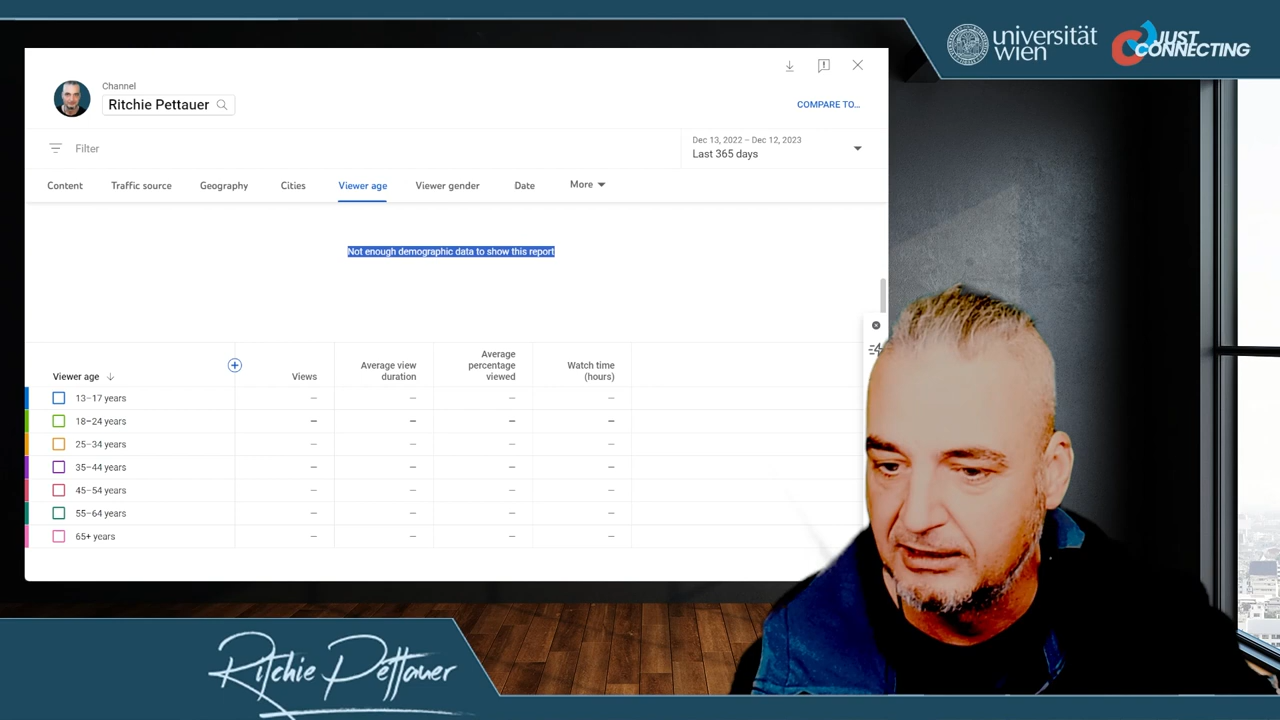 universität
wien
JUST
CONNECTING
Channel
Ritchie Pettauer
COMPARE TO...
Filter
Dec 13, 2022 – Dec 12, 2023
Last 365 days
Content Traffic source Geography Cities Viewer age Viewer gender Date More
Not enough demographic data to show this report
Viewer age Views Average view duration Average percentage viewed Watch time (hours)
13–17 years — — — —
18–24 years — — — —
25–34 years — — — —
35–44 years — — — —
45–54 years — — — —
55–64 years — — — —
65+ years — — — —
Ritchie Pettauer